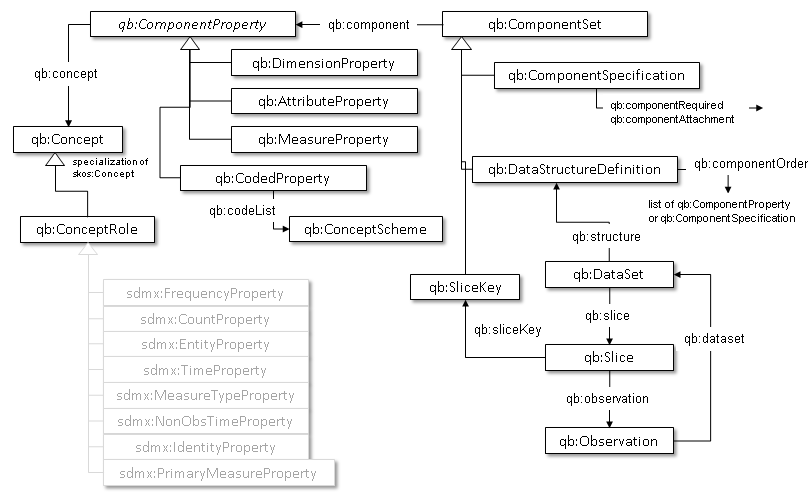 qb:ComponentProperty
qb:component
qb:ComponentSet
qb:concept
qb:DimensionProperty
qb:ComponentSpecification
qb:AttributeProperty
qb:componentRequired
qb:componentAttachment
qb:Concept
qb:MeasureProperty
specialization of
skos:Concept
qb:CodedProperty
qb:DataStructureDefinition
qb:componentOrder
qb:codeList
list of qb:ComponentProperty
or qb:ComponentSpecification
qb:ConceptRole
qb:ConceptScheme
qb:structure
qb:DataSet
qb:SliceKey
sdmx:FrequencyProperty
sdmx:CountProperty
sdmx:EntityProperty
sdmx:TimeProperty
sdmx:MeasureTypeProperty
sdmx:NonObsTimeProperty
sdmx:IdentityProperty
sdmx:PrimaryMeasureProperty
qb:slice
qb:sliceKey
qb:dataset
qb:Slice
qb:observation
qb:Observation